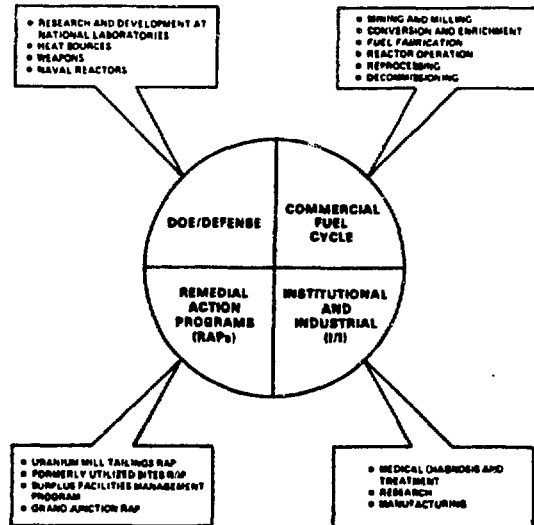 • RESEARCH AND DEVELOPMENT AT
NATIONAL LABORATORIES
• HEAT SOURCES
• WEAPONS
• NAVAL REACTORS
• MINING AND MILLING
• CONVERSION AND ENRICHMENT
• FUEL FABRICATION
• REACTOR OPERATION
• REPROCESSING
• DECOMMISSIONING
DOE/DEFENSE
COMMERCIAL
FUEL
CYCLE
REMEDIAL
ACTION
PROGRAMS
(RAPs)
INSTITUTIONAL
AND
INDUSTRIAL
(I/I)
• URANIUM MILL TAILINGS RAP
• FORMERLY UTILIZED SITES RAP
• SURPLUS FACILITIES MANAGEMENT
PROGRAM
• GRAND JUNCTION RAP
• MEDICAL DIAGNOSIS AND
TREATMENT
• RESEARCH
• MANUFACTURING